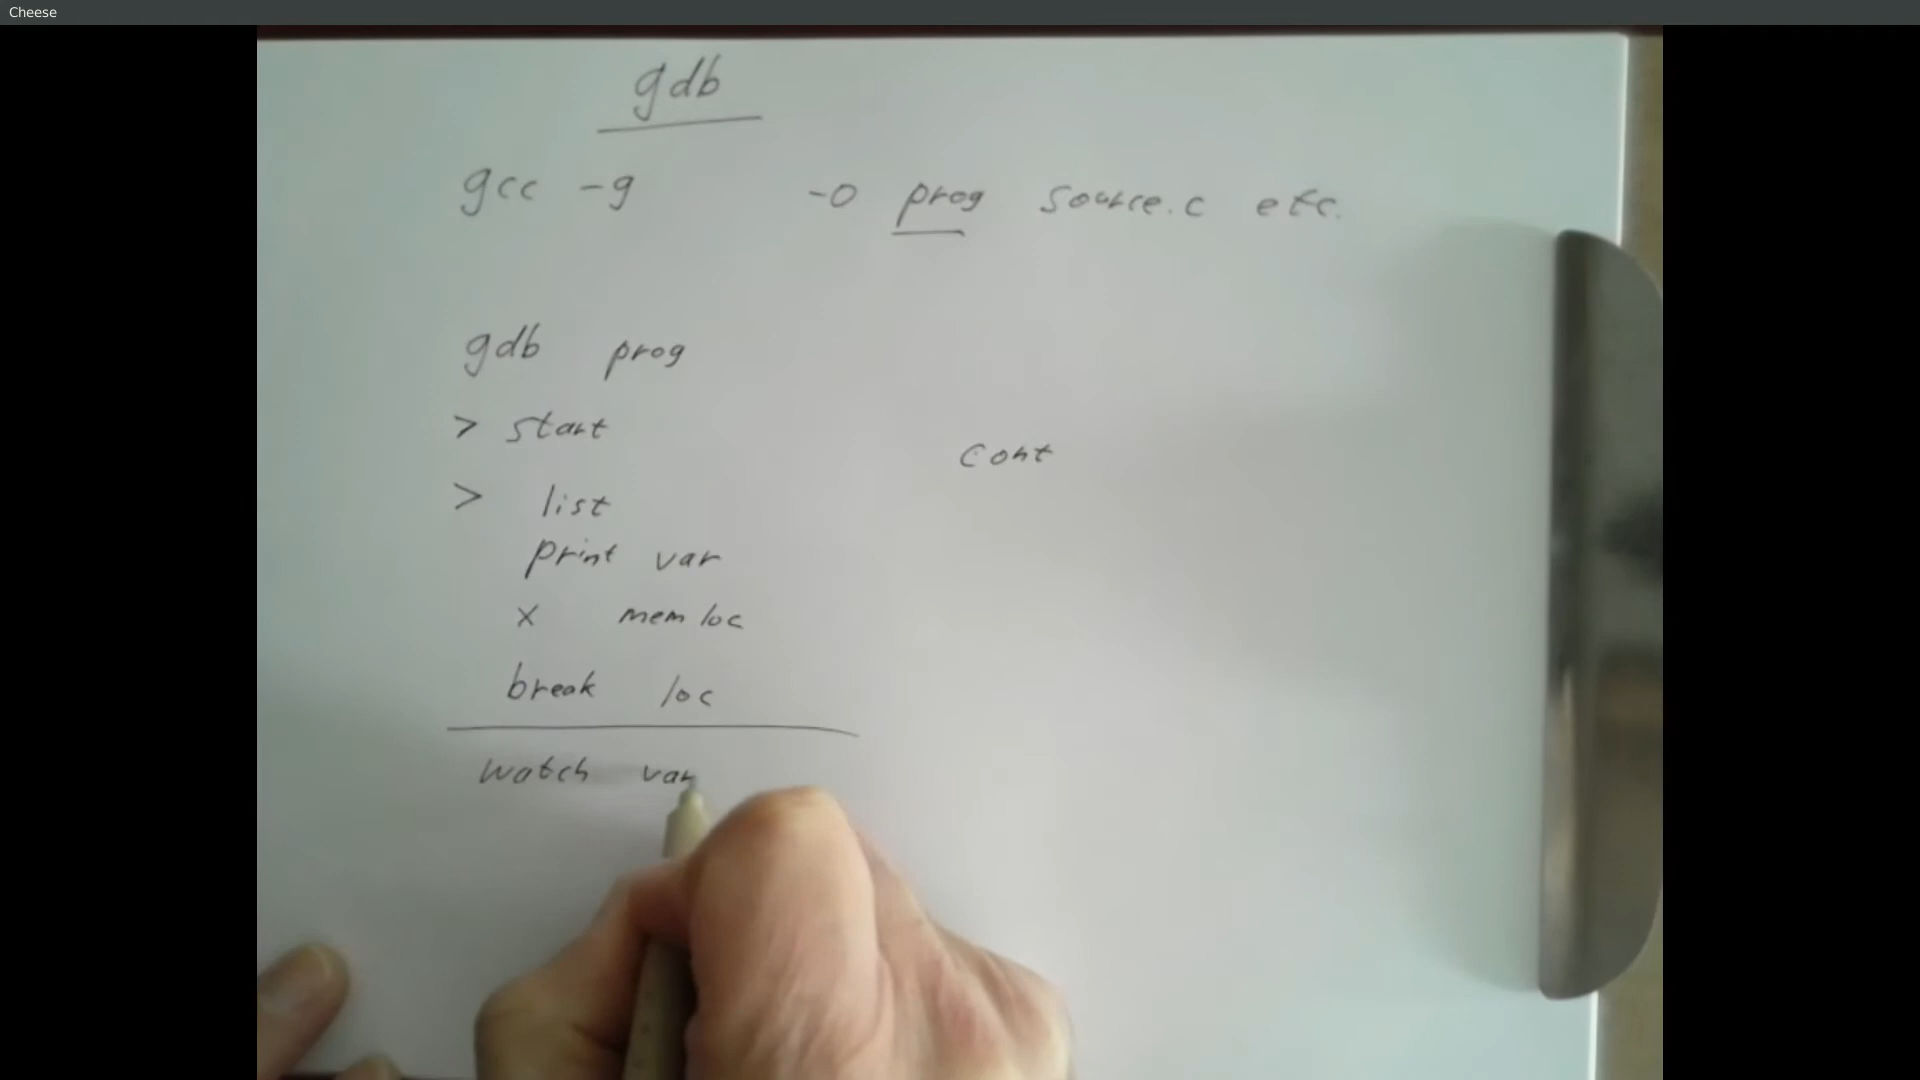 Cheese
gdb
gcc -g -o prog source.c etc.
gdb prog
> start
cont
> list
print var
x mem loc
break loc
watch var